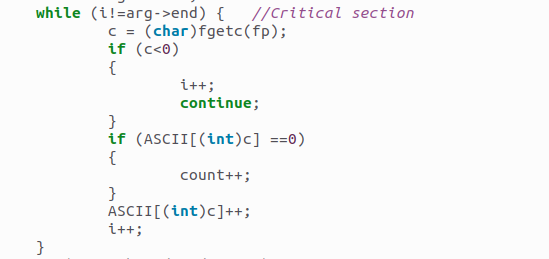 while (i!=arg->end) {   //Critical section
        c = (char)fgetc(fp);
        if (c<0)
        {
                i++;
                continue;
        }
        if (ASCII[(int)c] ==0)
        {
                count++;
        }
        ASCII[(int)c]++;
        i++;
}